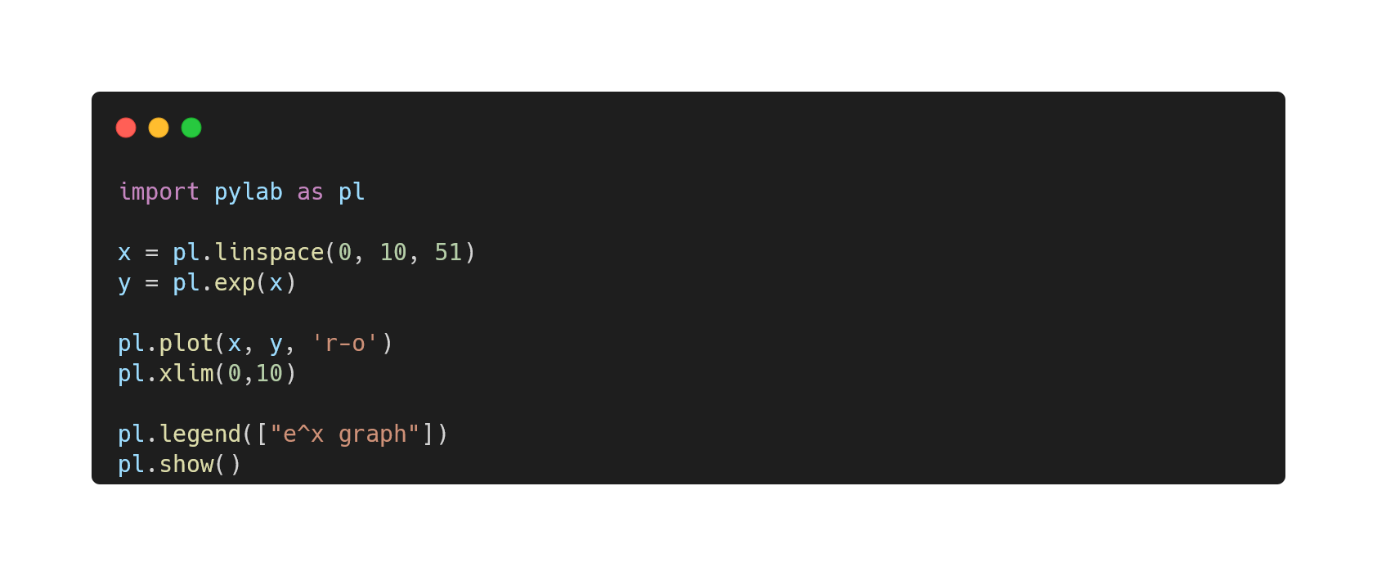 import pylab as pl
x = pl.linspace(0, 10, 51)
y = pl.exp(x)
pl.plot(x, y, 'r-o')
pl.xlim(0,10)
pl.legend(["e^x graph"])
pl.show()